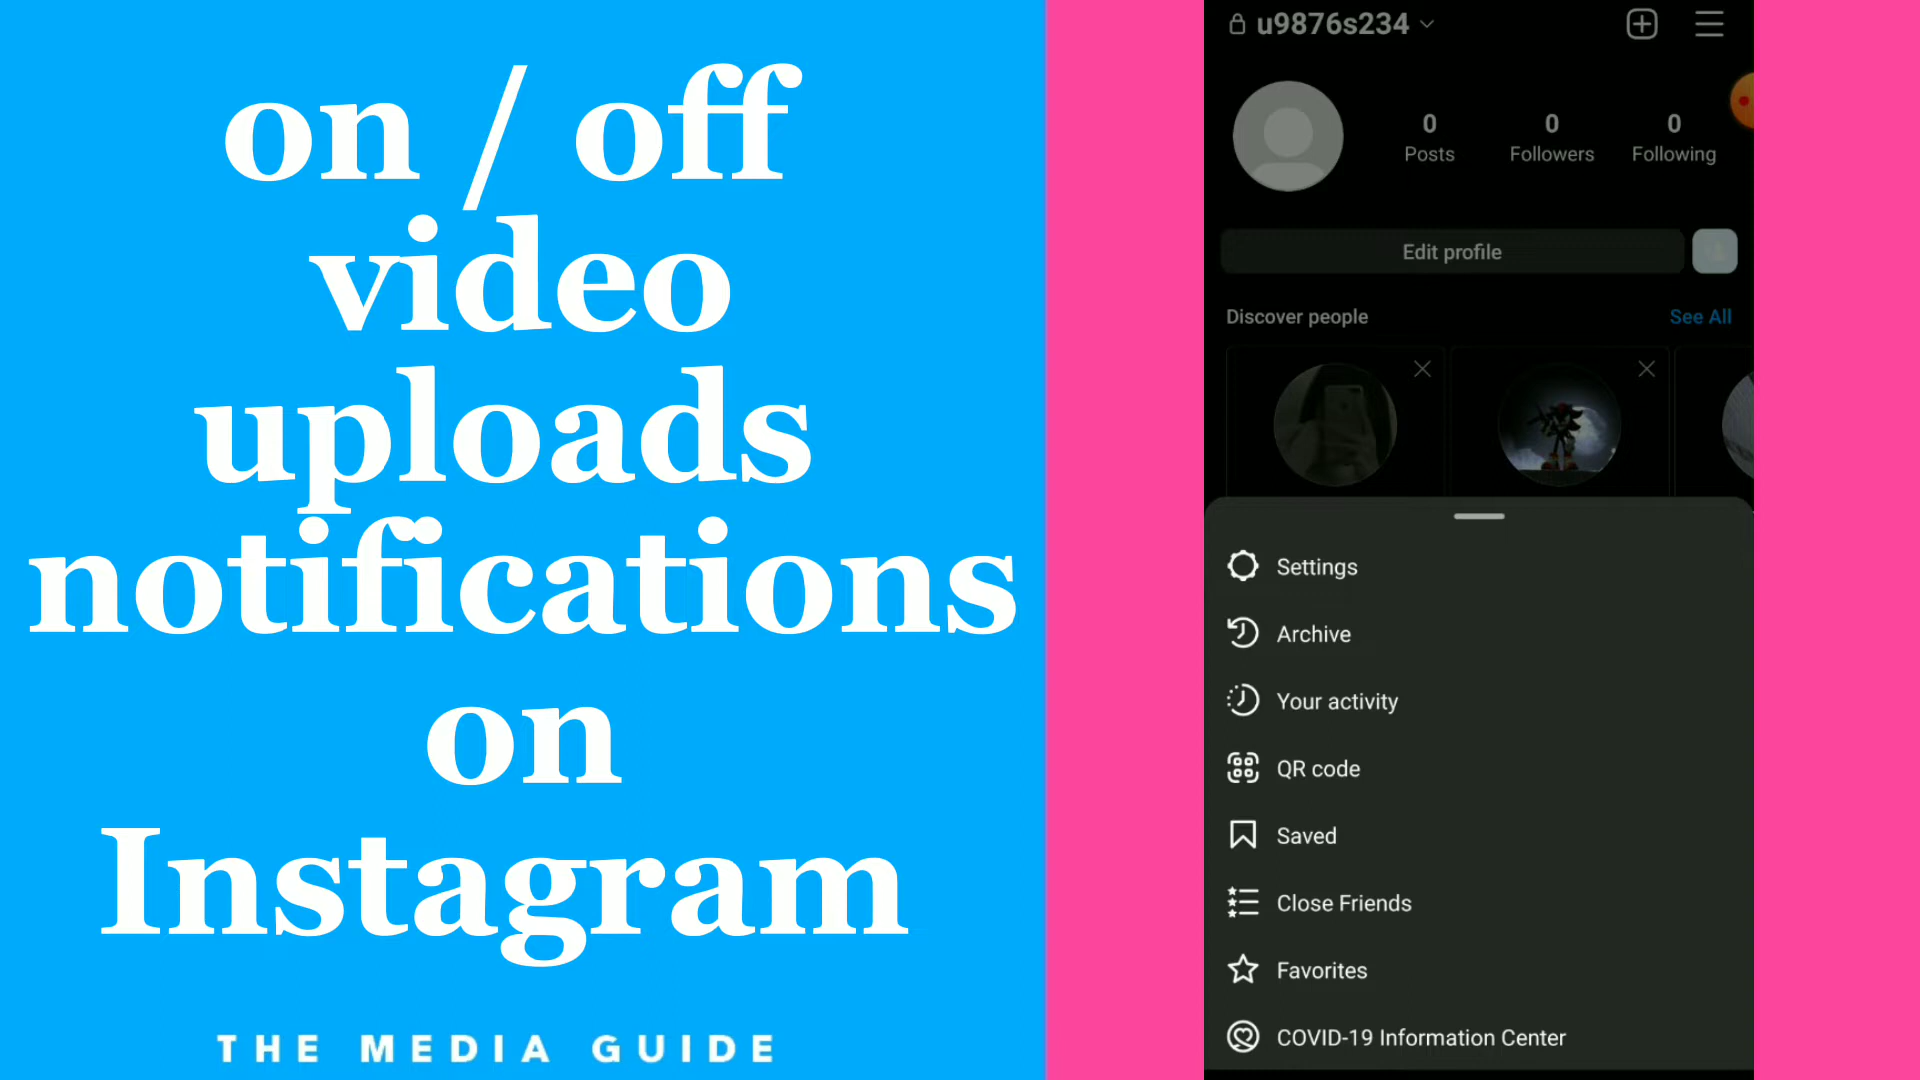 on / off
video
uploads
notifications
on
Instagram
THE MEDIA GUIDE
u9876s234
0 0 0
Posts Followers Following
Edit profile
Discover people See All
Settings
Archive
Your activity
QR code
Saved
Close Friends
Favorites
COVID-19 Information Center